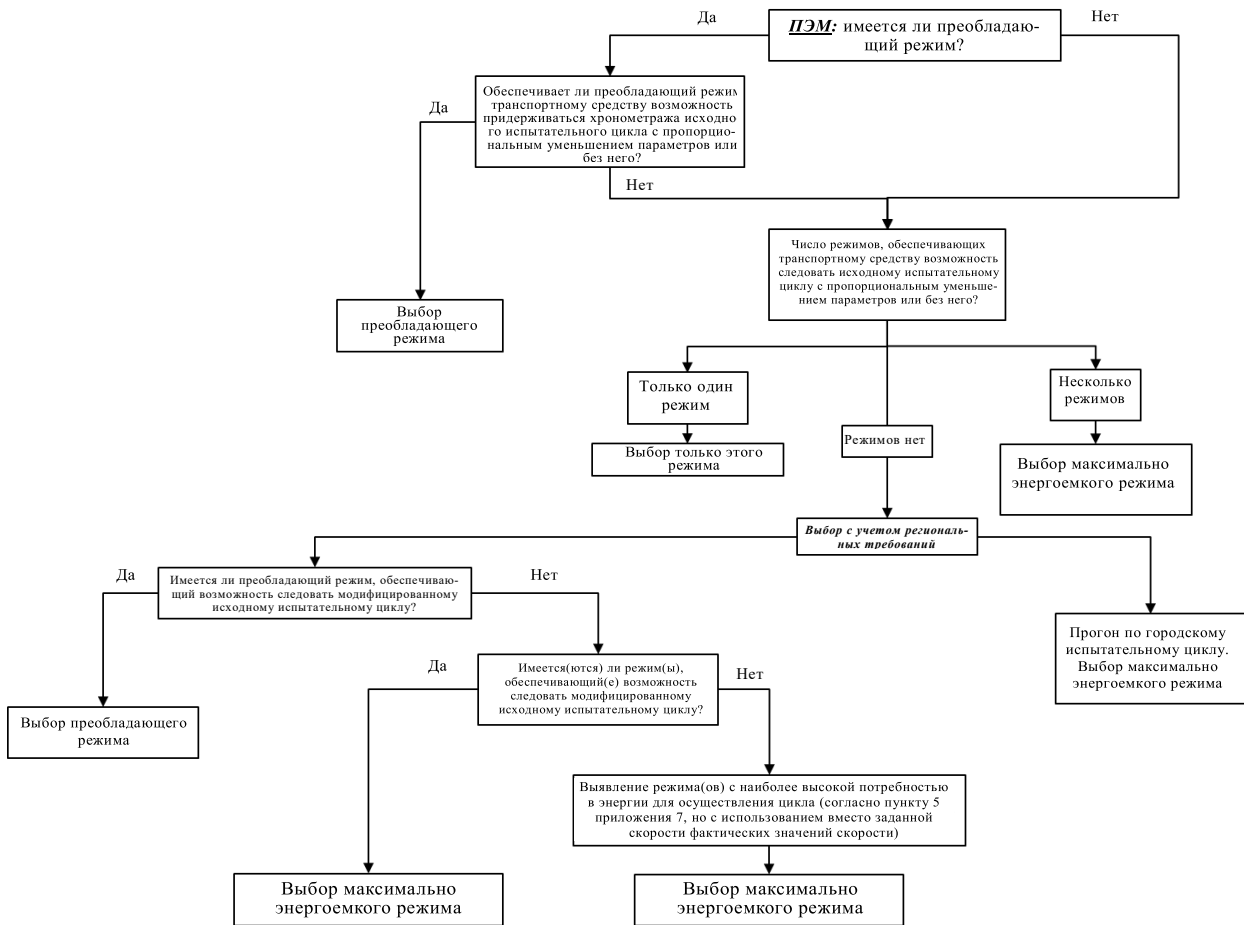 Да
ПЭМ: имеется ли преобладаю-
щий режим?
Нет
Обеспечивает ли преобладающий режим
транспортному средству возможность
придерживаться хронометража исходно-
го испытательного цикла с пропорцио-
нальным уменьшением параметров или
без него?
Да
Нет
Число режимов, обеспечивающих
транспортному средству возможность
следовать исходному испытательному
циклу с пропорциональным уменьше-
нием параметров или без него?
Выбор
преобладающего
режима
Только один
режим
Несколько
режимов
Режимов нет
Выбор только этого
режима
Выбор максимально
энергоемкого режима
Выбор с учетом региональ-
ных требований
Да
Имеется ли преобладающий режим, обеспечиваю-
щий возможность следовать модифицированному
исходному испытательному циклу?
Нет
Прогон по городскому
испытательному циклу.
Выбор максимально
энергоемкого режима
Да
Имеется(ются) ли режим(ы),
обеспечивающий(е) возможность
следовать модифицированному
исходному испытательному циклу?
Нет
Выбор преобладающего
режима
Выявление режима(ов) с наиболее высокой потребностью
в энергии для осуществления цикла (согласно пункту 5
приложения 7, но с использованием вместо заданной
скорости фактических значений скорости)
Выбор максимально
энергоемкого режима
Выбор максимально
энергоемкого режима